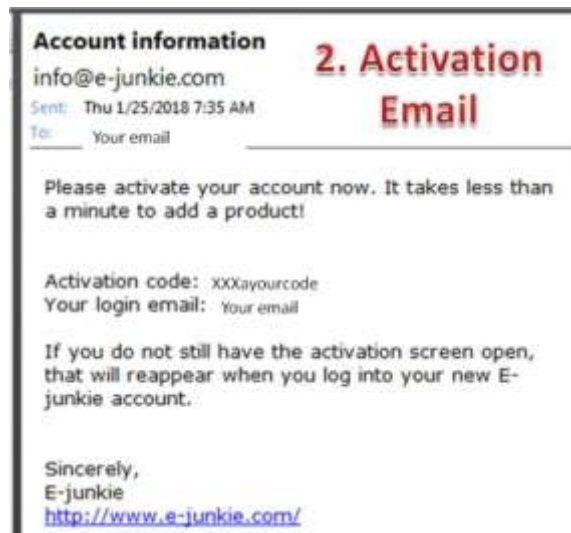 Account information
2. Activation
Email
info@e-junkie.com
Sent: Thu 1/25/2018 7:35 AM
To: Your email
Please activate your account now. It takes less than
a minute to add a product!
Activation code: XXXayourcode
Your login email: Your email
If you do not still have the activation screen open,
that will reappear when you log into your new E-
junkie account.
Sincerely,
E-junkie
http://www.e-junkie.com/